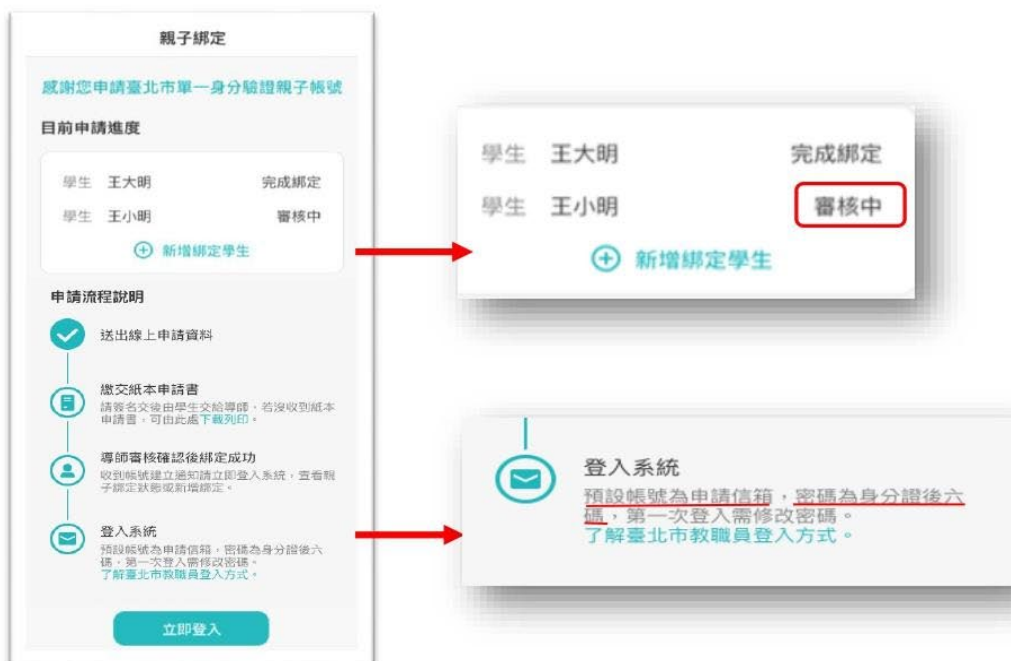 親子綁定
感謝您申請臺北市單一身分驗證親子帳號
目前申請進度
學生 王大明 完成綁定
學生 王小明 審核中
新增綁定學生
申請流程說明
送出線上申請資料
繳交紙本申請書
請簽名交後由學生交給導師，若沒收到紙本
申請書，可由此處下載列印。
導師審核確認後綁定成功
收到帳號建立通知請立即登入系統，查看親
子綁定狀態或新增綁定。
登入系統
預設帳號為申請信箱，密碼為身分證後六
碼，第一次登入需修改密碼。
了解臺北市教職員登入方式。
立即登入
學生 王大明 完成綁定
學生 王小明 審核中
新增綁定學生
登入系統
預設帳號為申請信箱，密碼為身分證後六
碼，第一次登入需修改密碼。
了解臺北市教職員登入方式。